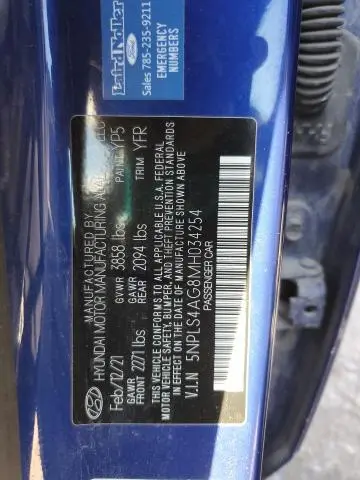 Laird Noller
Sales 785-235-9211
EMERGENCY
NUMBERS
MANUFACTURED BY
HYUNDAI MOTOR MANUFACTURING
Feb/12/21 GVWR 3858 lbs PAINT YP5
GAWR FRONT 2271 lbs GAWR REAR 2094 lbs TRIM YFR
THIS VEHICLE CONFORMS TO ALL APPLICABLE U.S.A. FEDERAL
MOTOR VEHICLE SAFETY, BUMPER, AND THEFT PREVENTION STANDARDS
IN EFFECT ON THE DATE OF MANUFACTURE SHOWN ABOVE.
V.I.N 5NPLS4AG8MH034254
PASSENGER CAR